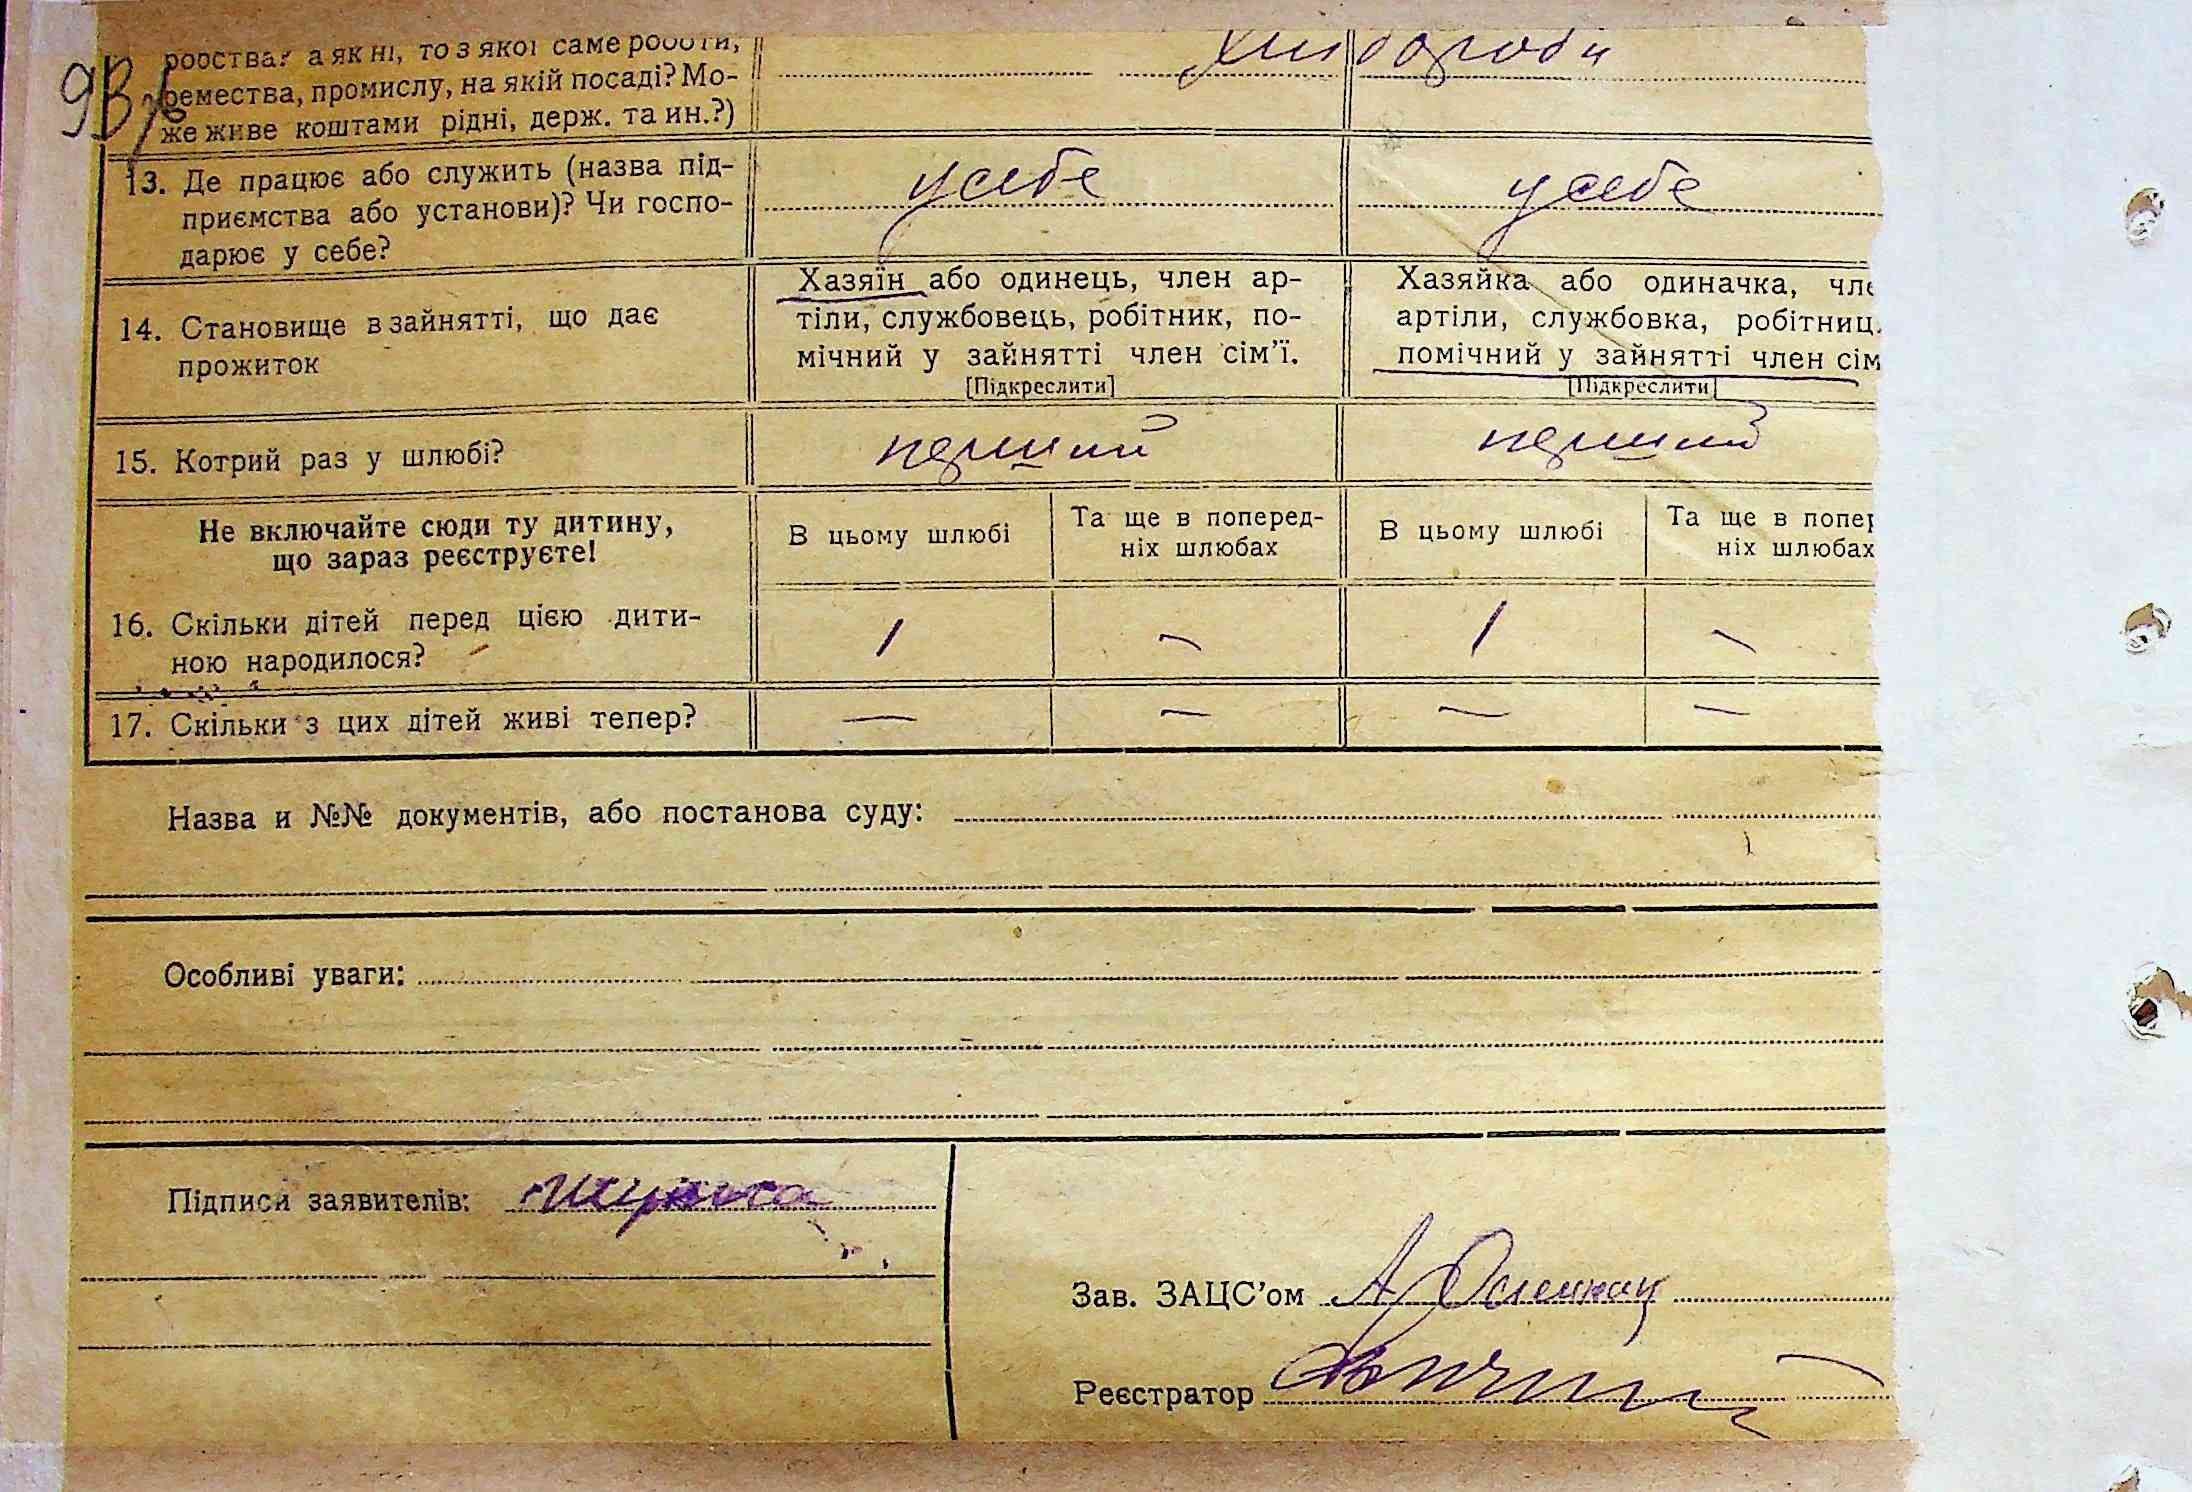 робства? а як ні, то з якої саме роботи,
ремества, промислу, на якій посаді? Мо-
же живе коштами рідні, держ. та ин.?)
хлібороби
13. Де працює або служить (назва під-
приємства або установи)? Чи госпо-
дарює у себе?
у себе
у себе
14. Становище в зайнятті, що дає
прожиток
Хазяїн або одинець, член ар-
тіли, службовець, робітник, по-
мічний у зайнятті член сім’ї.
[Підкреслити]
Хазяйка або одиначка, чле
артіли, службовка, робітниц
помічний у зайнятті член сім
[Підкреслити]
15. Котрий раз у шлюбі?
перший
перший
Не включайте сюди ту дитину,
що зараз реєструєте!
В цьому шлюбі
Та ще в поперед-
ніх шлюбах
В цьому шлюбі
Та ще в попер
ніх шлюбах
16. Скільки дітей перед цією дити-
ною народилося?
1
—
1
—
17. Скільки з цих дітей живі тепер?
—
—
—
—
Назва и №№ документів, або постанова суду:
Особливі уваги:
Підписи заявителів:
Зав. ЗАЦС’ом А
Реєстратор